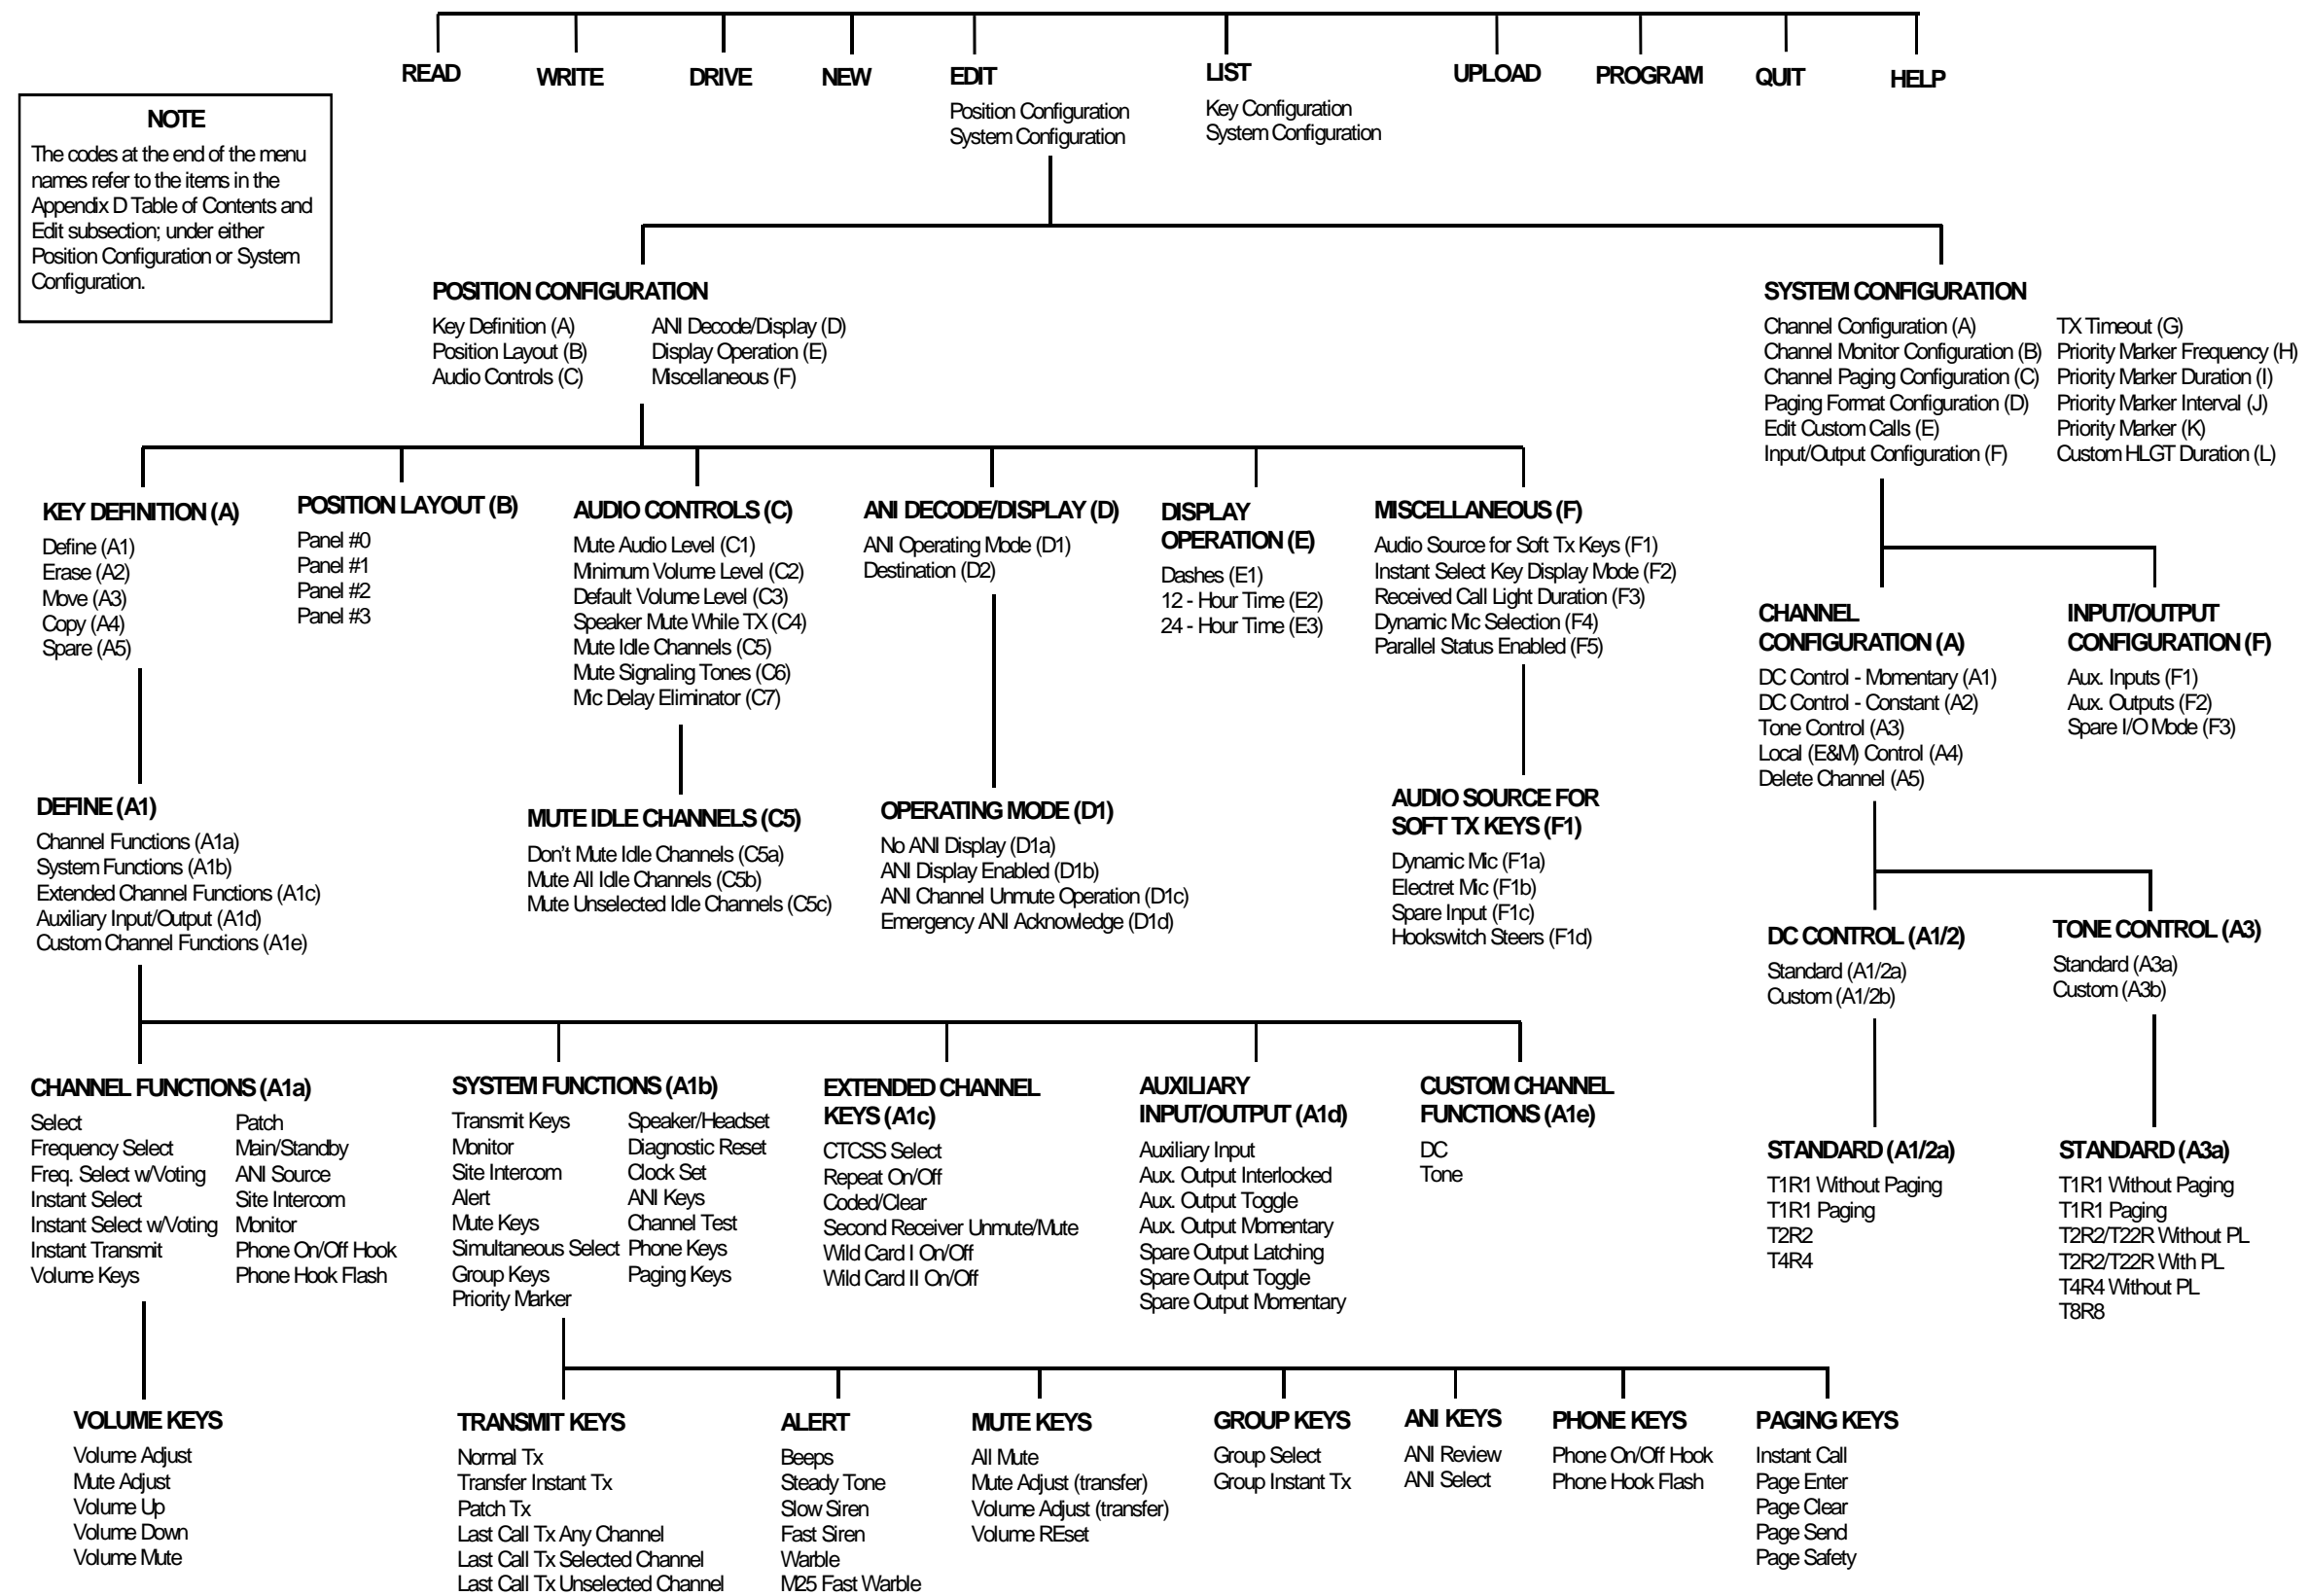 READ
WRITE
DRIVE
NEW
EDIT
Position Configuration
System Configuration
LIST
Key Configuration
System Configuration
UPLOAD
PROGRAM
QUIT
HELP
NOTE
The codes at the end of the menu
names refer to the items in the
Appendix D Table of Contents and
Edit subsection; under either
Position Configuration or System
Configuration.
POSITION CONFIGURATION
Key Definition (A)
Position Layout (B)
Audio Controls (C)
ANI Decode/Display (D)
Display Operation (E)
Miscellaneous (F)
SYSTEM CONFIGURATION
Channel Configuration (A)
Channel Monitor Configuration (B)
Channel Paging Configuration (C)
Paging Format Configuration (D)
Edit Custom Calls (E)
Input/Output Configuration (F)
TX Timeout (G)
Priority Marker Frequency (H)
Priority Marker Duration (I)
Priority Marker Interval (J)
Priority Marker (K)
Custom HLGT Duration (L)
KEY DEFINITION (A)
Define (A1)
Erase (A2)
Move (A3)
Copy (A4)
Spare (A5)
POSITION LAYOUT (B)
Panel #0
Panel #1
Panel #2
Panel #3
AUDIO CONTROLS (C)
Mute Audio Level (C1)
Minimum Volume Level (C2)
Default Volume Level (C3)
Speaker Mute While TX (C4)
Mute Idle Channels (C5)
Mute Signaling Tones (C6)
Mic Delay Eliminator (C7)
ANI DECODE/DISPLAY (D)
ANI Operating Mode (D1)
Destination (D2)
DISPLAY
OPERATION (E)
Dashes (E1)
12 - Hour Time (E2)
24 - Hour Time (E3)
MISCELLANEOUS (F)
Audio Source for Soft Tx Keys (F1)
Instant Select Key Display Mode (F2)
Received Call Light Duration (F3)
Dynamic Mic Selection (F4)
Parallel Status Enabled (F5)
CHANNEL
CONFIGURATION (A)
DC Control - Momentary (A1)
DC Control - Constant (A2)
Tone Control (A3)
Local (E&M) Control (A4)
Delete Channel (A5)
INPUT/OUTPUT
CONFIGURATION (F)
Aux. Inputs (F1)
Aux. Outputs (F2)
Spare I/O Mode (F3)
DEFINE (A1)
Channel Functions (A1a)
System Functions (A1b)
Extended Channel Functions (A1c)
Auxiliary Input/Output (A1d)
Custom Channel Functions (A1e)
MUTE IDLE CHANNELS (C5)
Don't Mute Idle Channels (C5a)
Mute All Idle Channels (C5b)
Mute Unselected Idle Channels (C5c)
OPERATING MODE (D1)
No ANI Display (D1a)
ANI Display Enabled (D1b)
ANI Channel Unmute Operation (D1c)
Emergency ANI Acknowledge (D1d)
AUDIO SOURCE FOR
SOFT TX KEYS (F1)
Dynamic Mic (F1a)
Electret Mic (F1b)
Spare Input (F1c)
Hookswitch Steers (F1d)
DC CONTROL (A1/2)
Standard (A1/2a)
Custom (A1/2b)
TONE CONTROL (A3)
Standard (A3a)
Custom (A3b)
CHANNEL FUNCTIONS (A1a)
Select
Frequency Select
Freq. Select w/Voting
Instant Select
Instant Select w/Voting
Instant Transmit
Volume Keys
Patch
Main/Standby
ANI Source
Site Intercom
Monitor
Phone On/Off Hook
Phone Hook Flash
SYSTEM FUNCTIONS (A1b)
Transmit Keys
Monitor
Site Intercom
Alert
Mute Keys
Simultaneous Select
Group Keys
Priority Marker
Speaker/Headset
Diagnostic Reset
Clock Set
ANI Keys
Channel Test
Phone Keys
Paging Keys
EXTENDED CHANNEL
KEYS (A1c)
CTCSS Select
Repeat On/Off
Coded/Clear
Second Receiver Unmute/Mute
Wild Card I On/Off
Wild Card II On/Off
AUXILIARY
INPUT/OUTPUT (A1d)
Auxiliary Input
Aux. Output Interlocked
Aux. Output Toggle
Aux. Output Momentary
Spare Output Latching
Spare Output Toggle
Spare Output Momentary
CUSTOM CHANNEL
FUNCTIONS (A1e)
DC
Tone
STANDARD (A1/2a)
T1R1 Without Paging
T1R1 Paging
T2R2
T4R4
STANDARD (A3a)
T1R1 Without Paging
T1R1 Paging
T2R2/T22R Without PL
T2R2/T22R With PL
T4R4 Without PL
T8R8
VOLUME KEYS
Volume Adjust
Mute Adjust
Volume Up
Volume Down
Volume Mute
TRANSMIT KEYS
Normal Tx
Transfer Instant Tx
Patch Tx
Last Call Tx Any Channel
Last Call Tx Selected Channel
Last Call Tx Unselected Channel
ALERT
Beeps
Steady Tone
Slow Siren
Fast Siren
Warble
M25 Fast Warble
MUTE KEYS
All Mute
Mute Adjust (transfer)
Volume Adjust (transfer)
Volume REset
GROUP KEYS
Group Select
Group Instant Tx
ANI KEYS
ANI Review
ANI Select
PHONE KEYS
Phone On/Off Hook
Phone Hook Flash
PAGING KEYS
Instant Call
Page Enter
Page Clear
Page Send
Page Safety